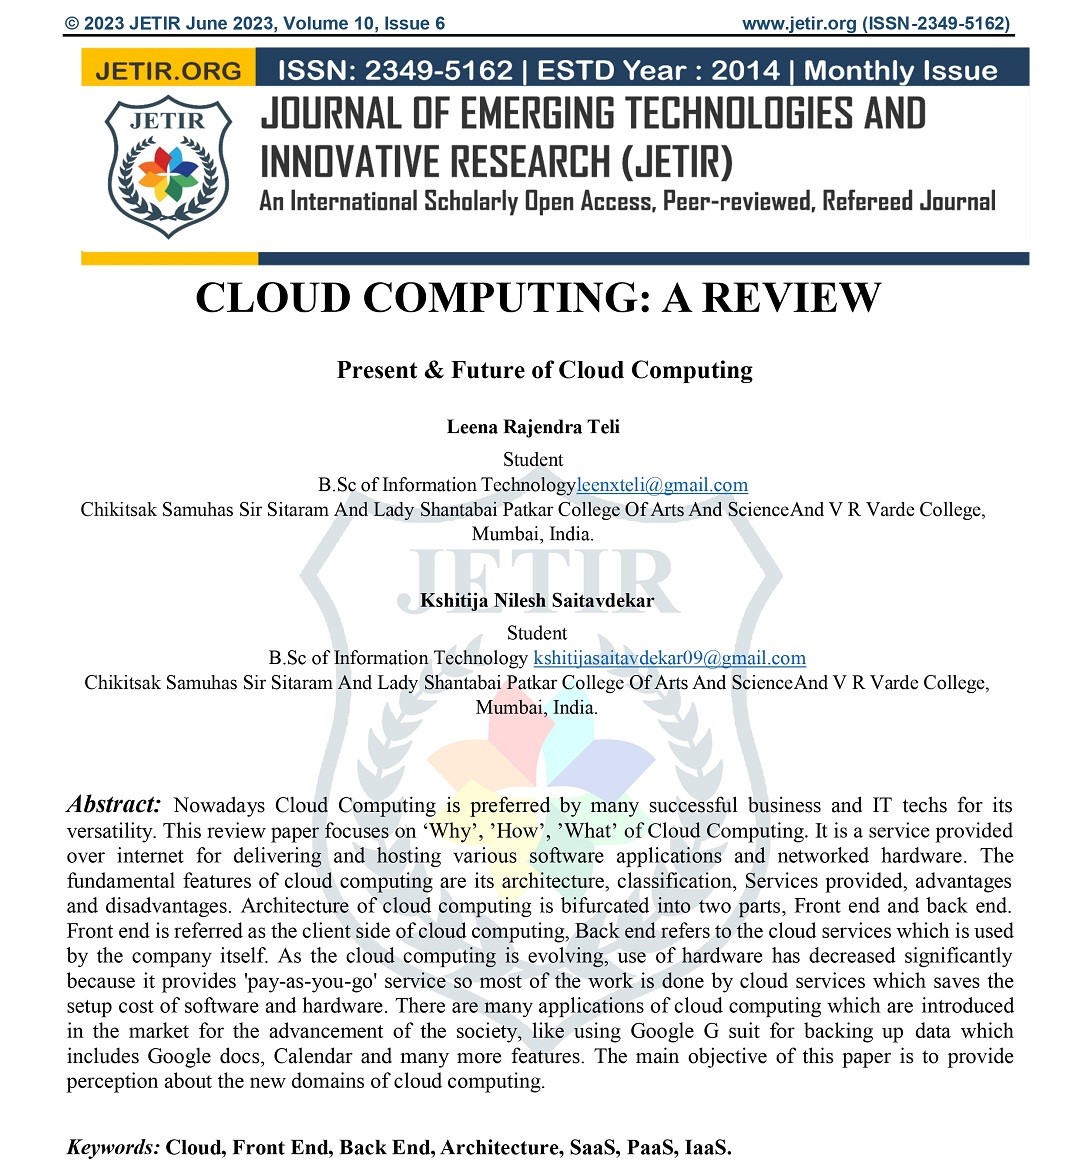 © 2023 JETIR June 2023, Volume 10, Issue 6 www.jetir.org (ISSN-2349-5162)
JETIR.ORG ISSN: 2349-5162 | ESTD Year : 2014 | Monthly Issue
JETIR
JOURNAL OF EMERGING TECHNOLOGIES AND
INNOVATIVE RESEARCH (JETIR)
An International Scholarly Open Access, Peer-reviewed, Refereed Journal
CLOUD COMPUTING: A REVIEW
Present & Future of Cloud Computing
Leena Rajendra Teli
Student
B.Sc of Information Technologyleenxteli@gmail.com
Chikitsak Samuhas Sir Sitaram And Lady Shantabai Patkar College Of Arts And ScienceAnd V R Varde College,
Mumbai, India.
JETIR
Kshitija Nilesh Saitavdekar
Student
B.Sc of Information Technology kshitijasaitavdekar09@gmail.com
Chikitsak Samuhas Sir Sitaram And Lady Shantabai Patkar College Of Arts And ScienceAnd V R Varde College,
Mumbai, India.
Abstract: Nowadays Cloud Computing is preferred by many successful business and IT techs for its
versatility. This review paper focuses on ‘Why’, ’How’, ’What’ of Cloud Computing. It is a service provided
over internet for delivering and hosting various software applications and networked hardware. The
fundamental features of cloud computing are its architecture, classification, Services provided, advantages
and disadvantages. Architecture of cloud computing is bifurcated into two parts, Front end and back end.
Front end is referred as the client side of cloud computing, Back end refers to the cloud services which is used
by the company itself. As the cloud computing is evolving, use of hardware has decreased significantly
because it provides 'pay-as-you-go' service so most of the work is done by cloud services which saves the
setup cost of software and hardware. There are many applications of cloud computing which are introduced
in the market for the advancement of the society, like using Google G suit for backing up data which
includes Google docs, Calendar and many more features. The main objective of this paper is to provide
perception about the new domains of cloud computing.
Keywords: Cloud, Front End, Back End, Architecture, SaaS, PaaS, IaaS.